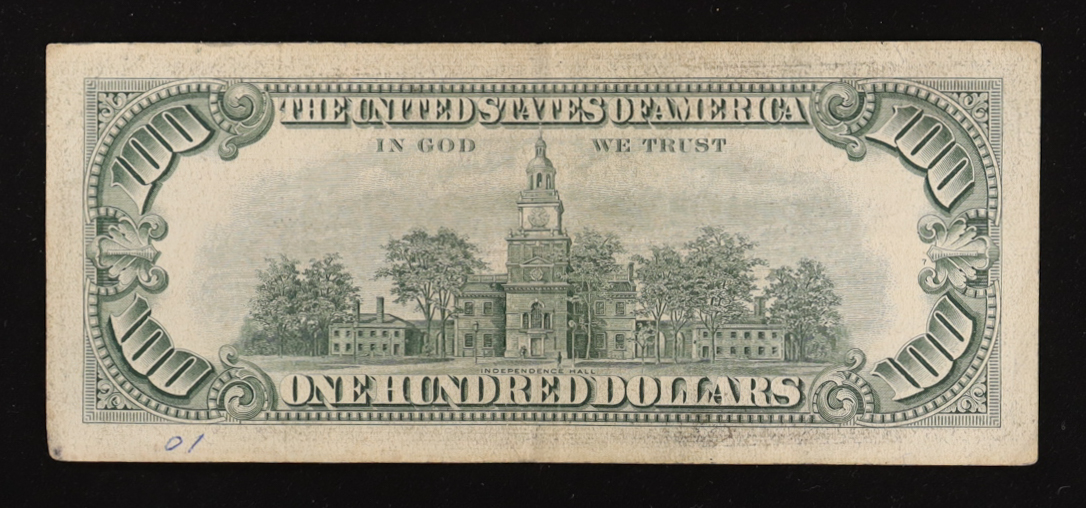 100 THE UNITED STATES OF AMERICA 100
IN GOD WE TRUST
7
INDEPENDENCE HALL
100 ONE HUNDRED DOLLARS 100
01